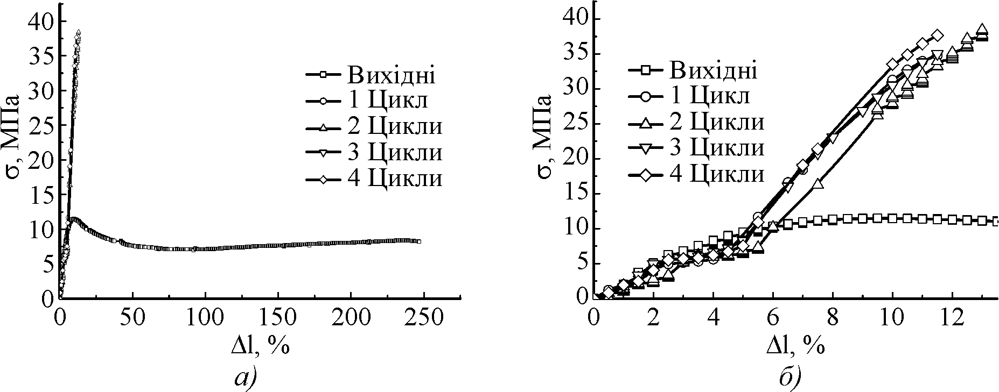 σ, МПа
40
35
30
25
20
15
10
5
0
Вихідні
1 Цикл
2 Цикли
3 Цикли
4 Цикли
0 50 100 150 200 250
Δl, %
а)
σ, МПа
40
35
30
25
20
15
10
5
0
Вихідні
1 Цикл
2 Цикли
3 Цикли
4 Цикли
0 2 4 6 8 10 12
Δl, %
б)